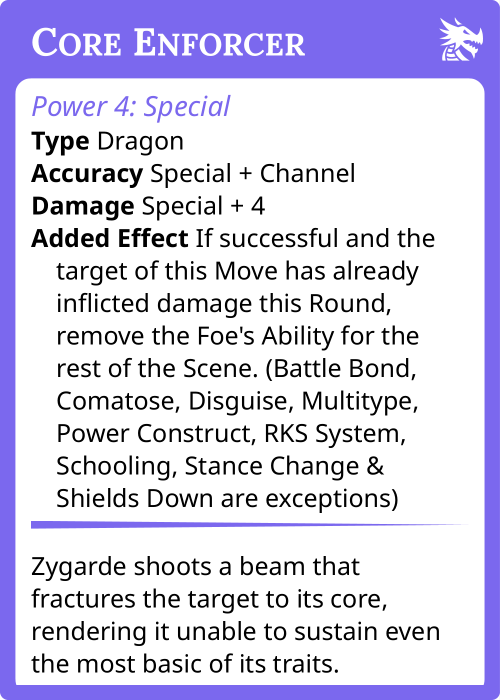 Core Enforcer
Power 4: Special
Type Dragon
Accuracy Special + Channel
Damage Special + 4
Added Effect If successful and the
target of this Move has already
inflicted damage this Round,
remove the Foe's Ability for the
rest of the Scene. (Battle Bond,
Comatose, Disguise, Multitype,
Power Construct, RKS System,
Schooling, Stance Change &
Shields Down are exceptions)
Zygarde shoots a beam that
fractures the target to its core,
rendering it unable to sustain even
the most basic of its traits.